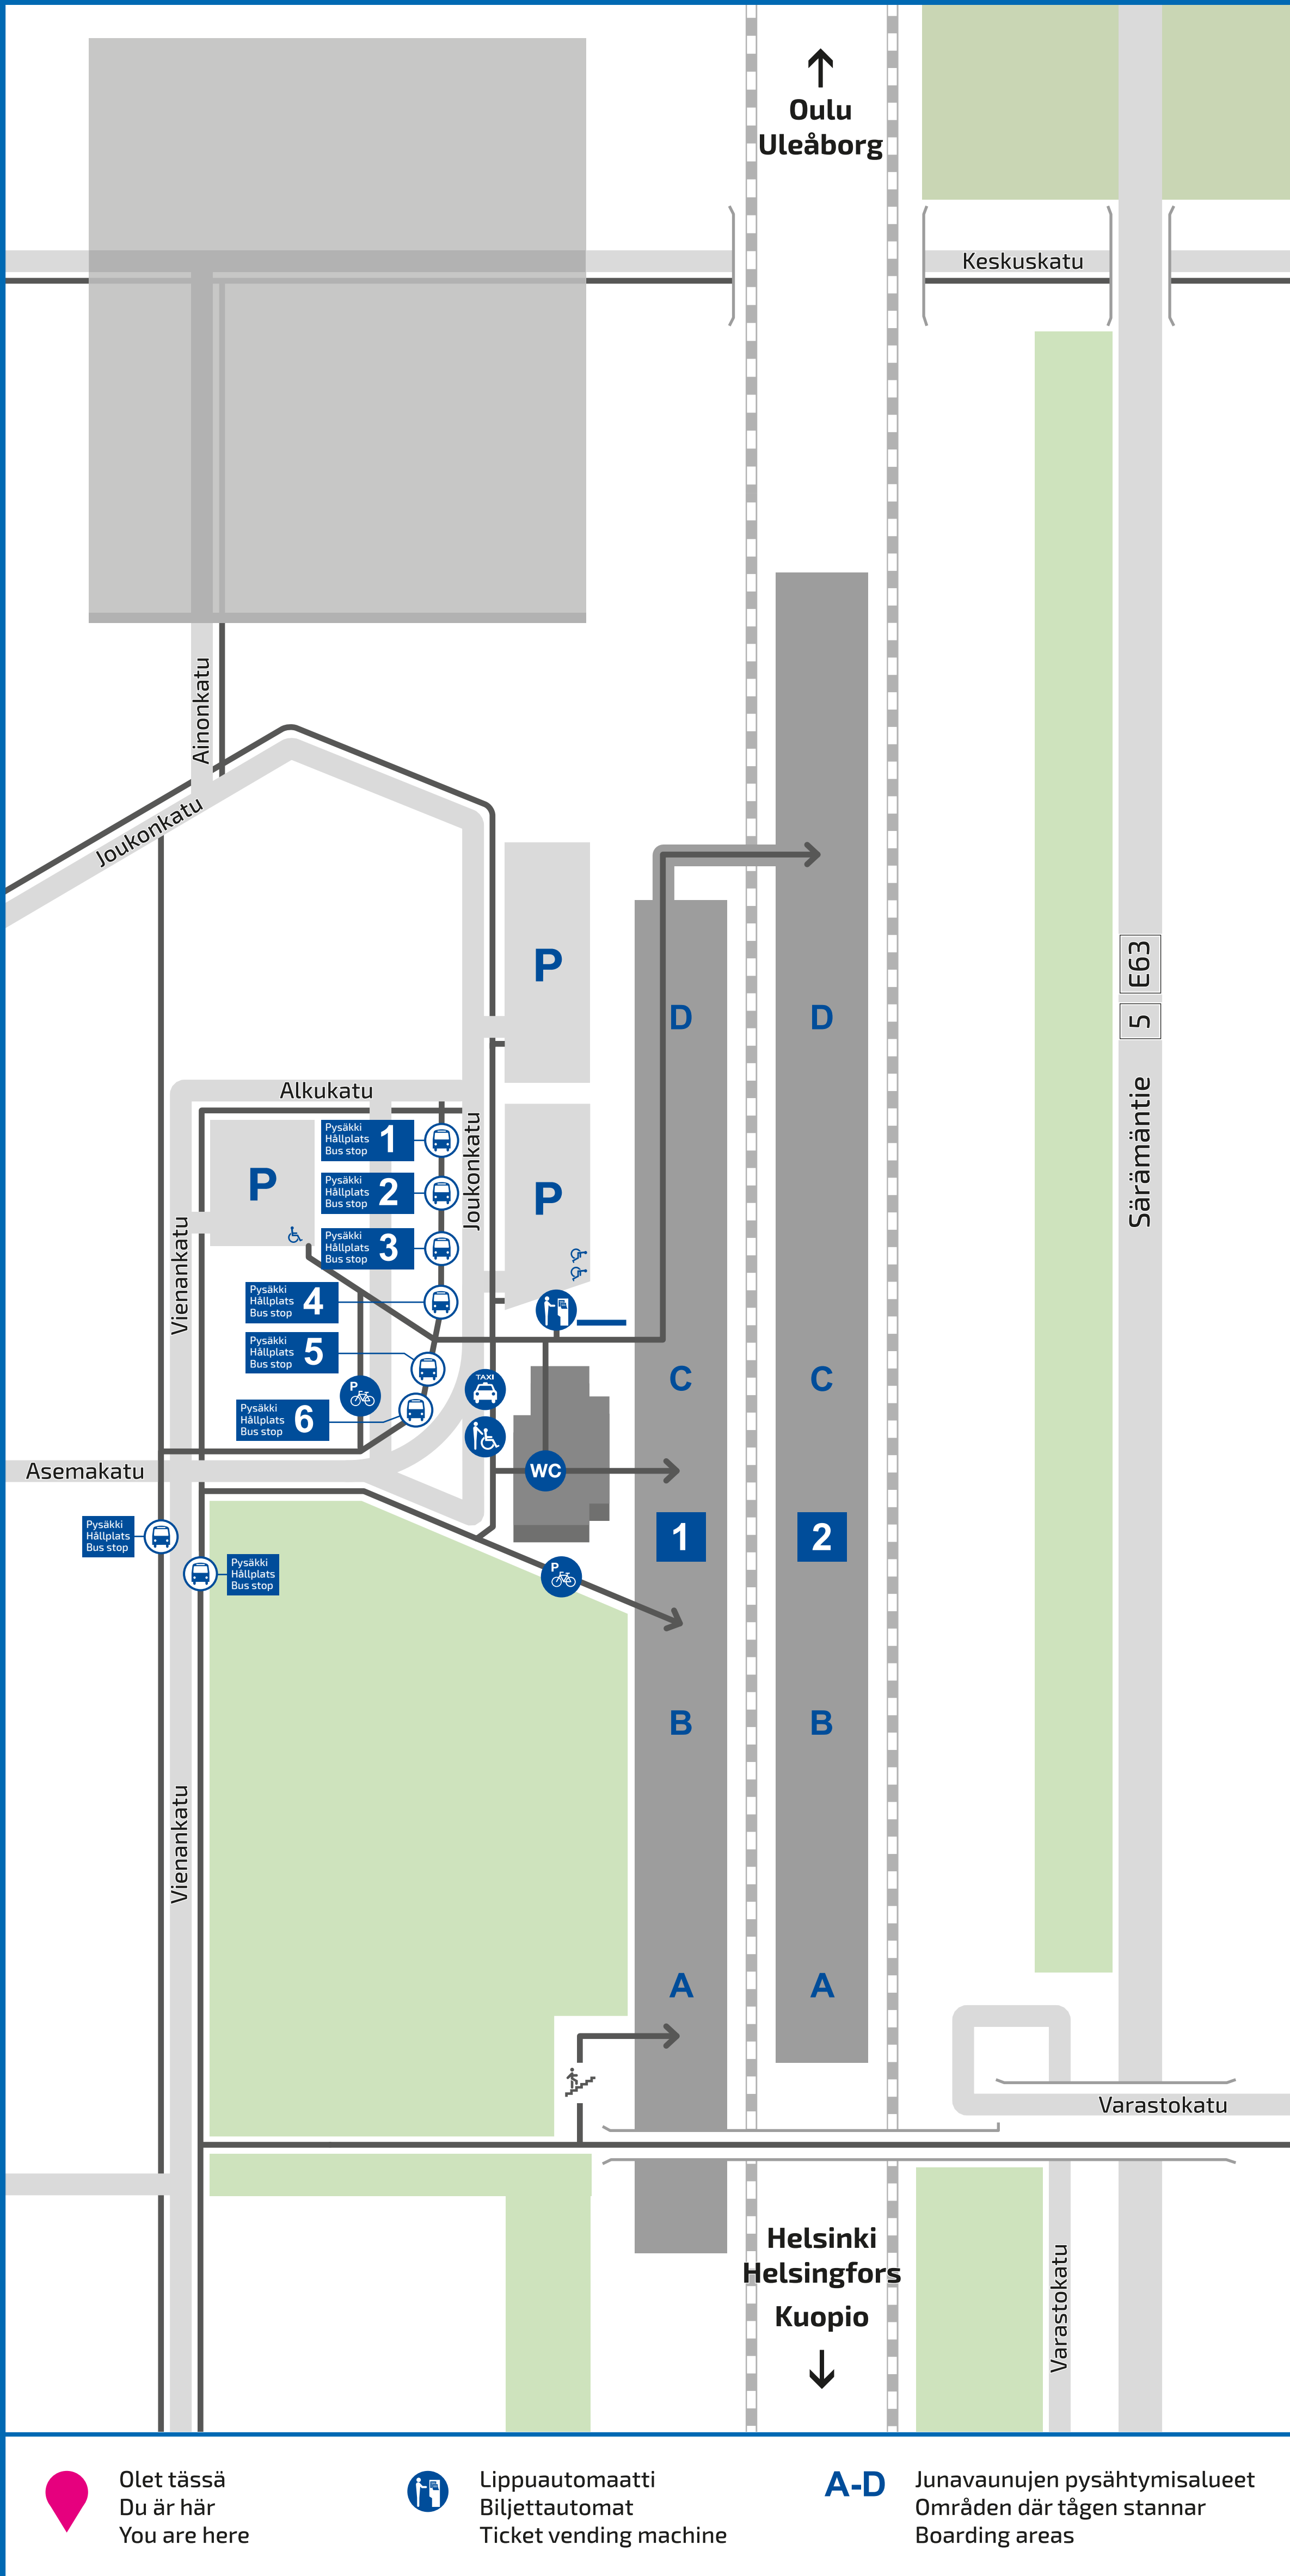 Oulu
Uleåborg
Keskuskatu
Ainonkatu
Joukonkatu
P
E63
5
D
D
Särämäntie
Alkukatu
Joukonkatu
P
P
Pysäkki
Hållplats
Bus stop
1
Pysäkki
Hållplats
Bus stop
2
Pysäkki
Hållplats
Bus stop
3
Vienankatu
Pysäkki
Hållplats
Bus stop
4
Pysäkki
Hållplats
Bus stop
5
P
TAXI
C
C
Pysäkki
Hållplats
Bus stop
6
Asemakatu
WC
1
2
Pysäkki
Hållplats
Bus stop
Pysäkki
Hållplats
Bus stop
P
B
B
Vienankatu
A
A
Varastokatu
Helsinki
Helsingfors
Kuopio
Varastokatu
Olet tässä
Du är här
You are here
Lippuautomaatti
Biljettautomat
Ticket vending machine
A-D
Junavaunujen pysähtymisalueet
Områden där tågen stannar
Boarding areas